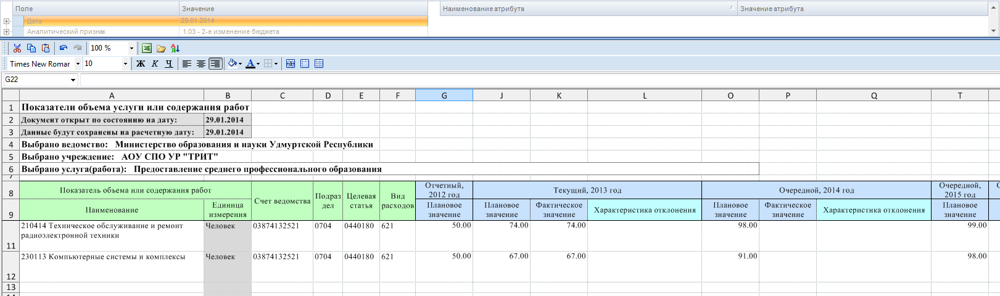 Поле Значение Наименование атрибута Значение атрибута
Дата 29.01.2014
Аналитический признак 1.03 - 2-е изменение бюджета
100 %
Times New Romar 10 Ж К Ч А
G22
A B C D E F G J K L O P Q T
1 Показатели объема услуги или содержания работ
2 Документ открыт по состоянию на дату: 29.01.2014
3 Данные будут сохранены на расчетную дату: 29.01.2014
4 Выбрано ведомство: Министерство образования и науки Удмуртской Республики
5 Выбрано учреждение: АОУ СПО УР "ТРИТ"
6 Выбрано услуга(работа): Предоставление среднего профессионального образования
7
8 Показатель объема или содержания работ Счет ведомства Подраз дел Целевая статья Вид расходов Отчетный, 2012 год Текущий, 2013 год Очередной, 2014 год Очередной, 2015 год
9 Наименование Единица измерения Плановое значение Плановое значение Фактическое значение Характеристика отклонения Плановое значение Фактическое значение Характеристика отклонения Плановое значение
11 210414 Техническое обслуживание и ремонт радиоэлектронной техники Человек 03874132521 0704 0440180 621 50.00 74.00 74.00 98.00 99.00
12 230113 Компьютерные системы и комплексы Человек 03874132521 0704 0440180 621 50.00 67.00 67.00 91.00 98.00
13